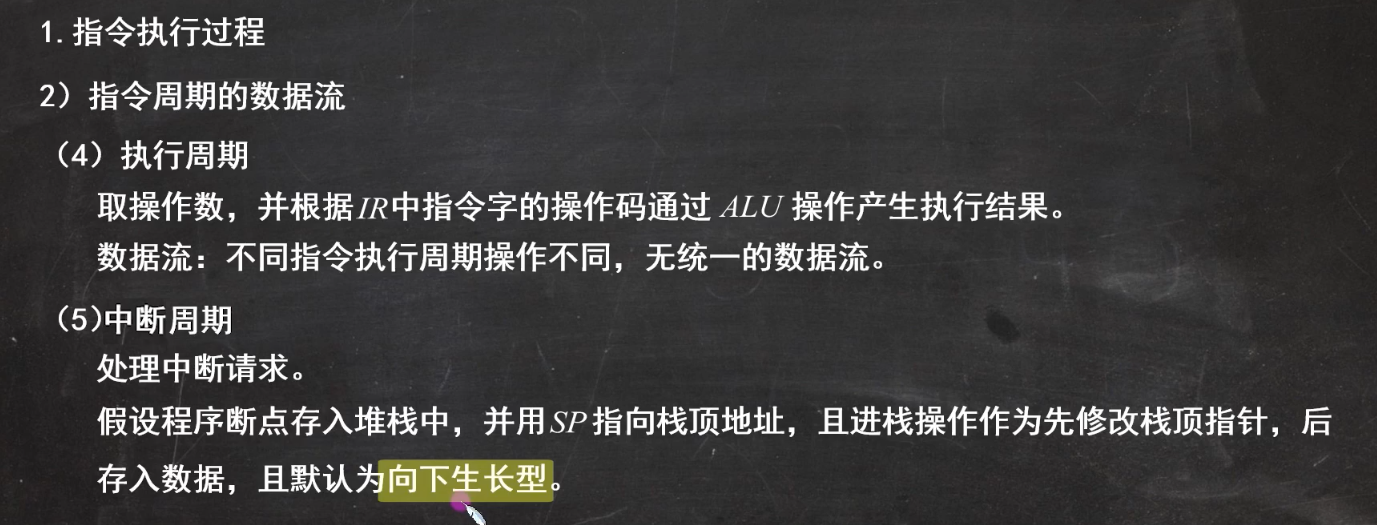 1.指令执行过程
2）指令周期的数据流
（4）执行周期
取操作数，并根据IR中指令字的操作码通过 ALU 操作产生执行结果。
数据流：不同指令执行周期操作不同，无统一的数据流。
（5)中断周期
处理中断请求。
假设程序断点存入堆栈中，并用SP指向栈顶地址，且进栈操作作为先修改栈顶指针，后
存入数据，且默认为向下生长型。